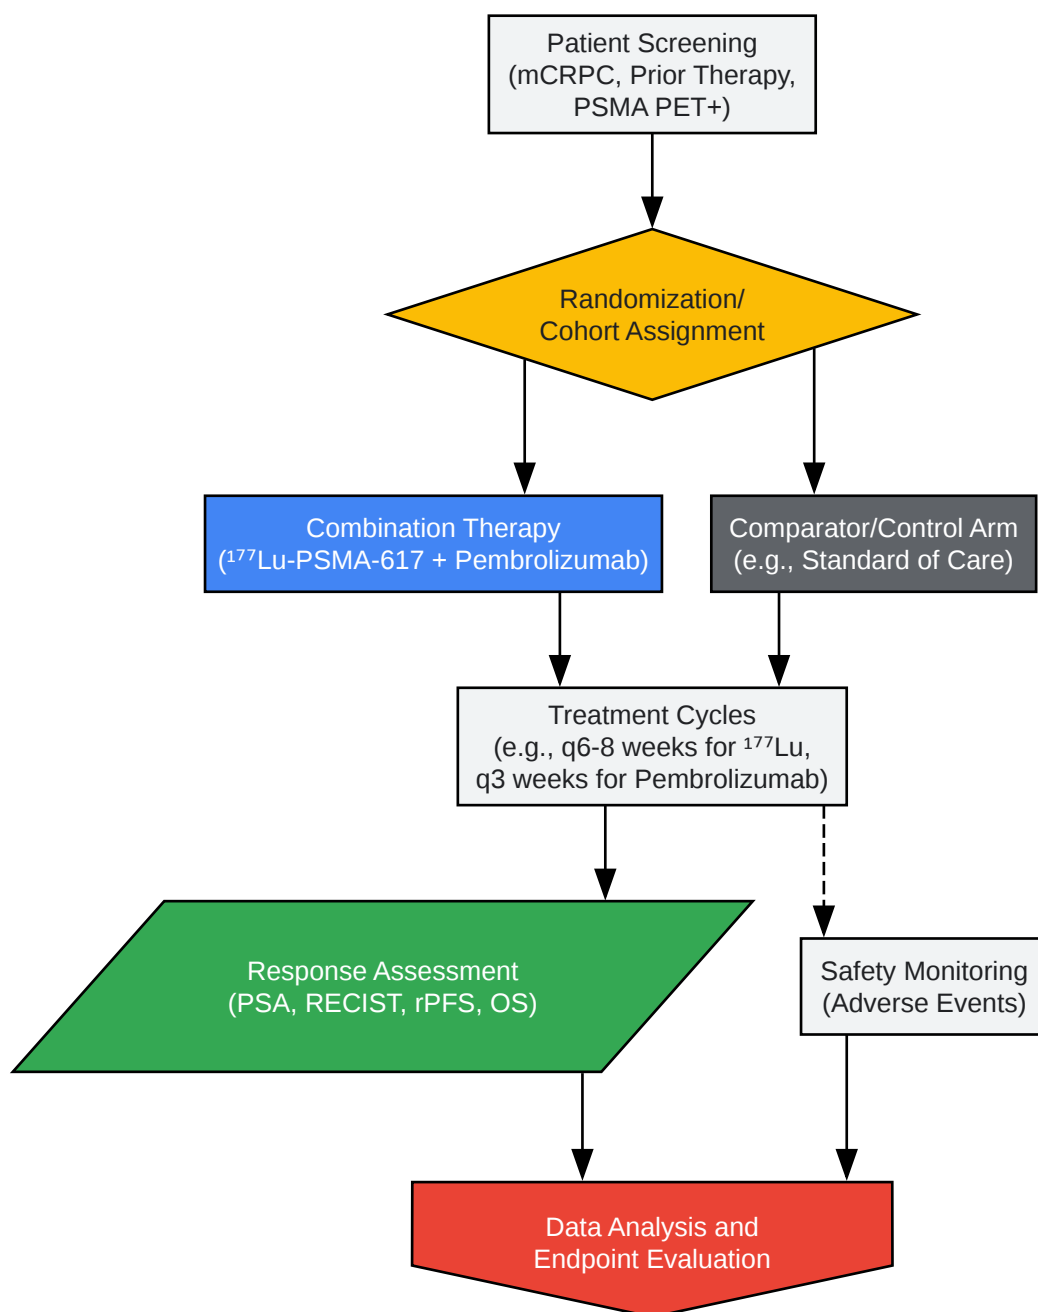 Patient Screening
(mCRPC, Prior Therapy,
PSMA PET+)
Randomization/
Cohort Assignment
Combination Therapy
(¹⁷⁷Lu-PSMA-617 + Pembrolizumab)
Comparator/Control Arm
(e.g., Standard of Care)
Treatment Cycles
(e.g., q6-8 weeks for ¹⁷⁷Lu,
q3 weeks for Pembrolizumab)
Response Assessment
(PSA, RECIST, rPFS, OS)
Safety Monitoring
(Adverse Events)
Data Analysis and
Endpoint Evaluation